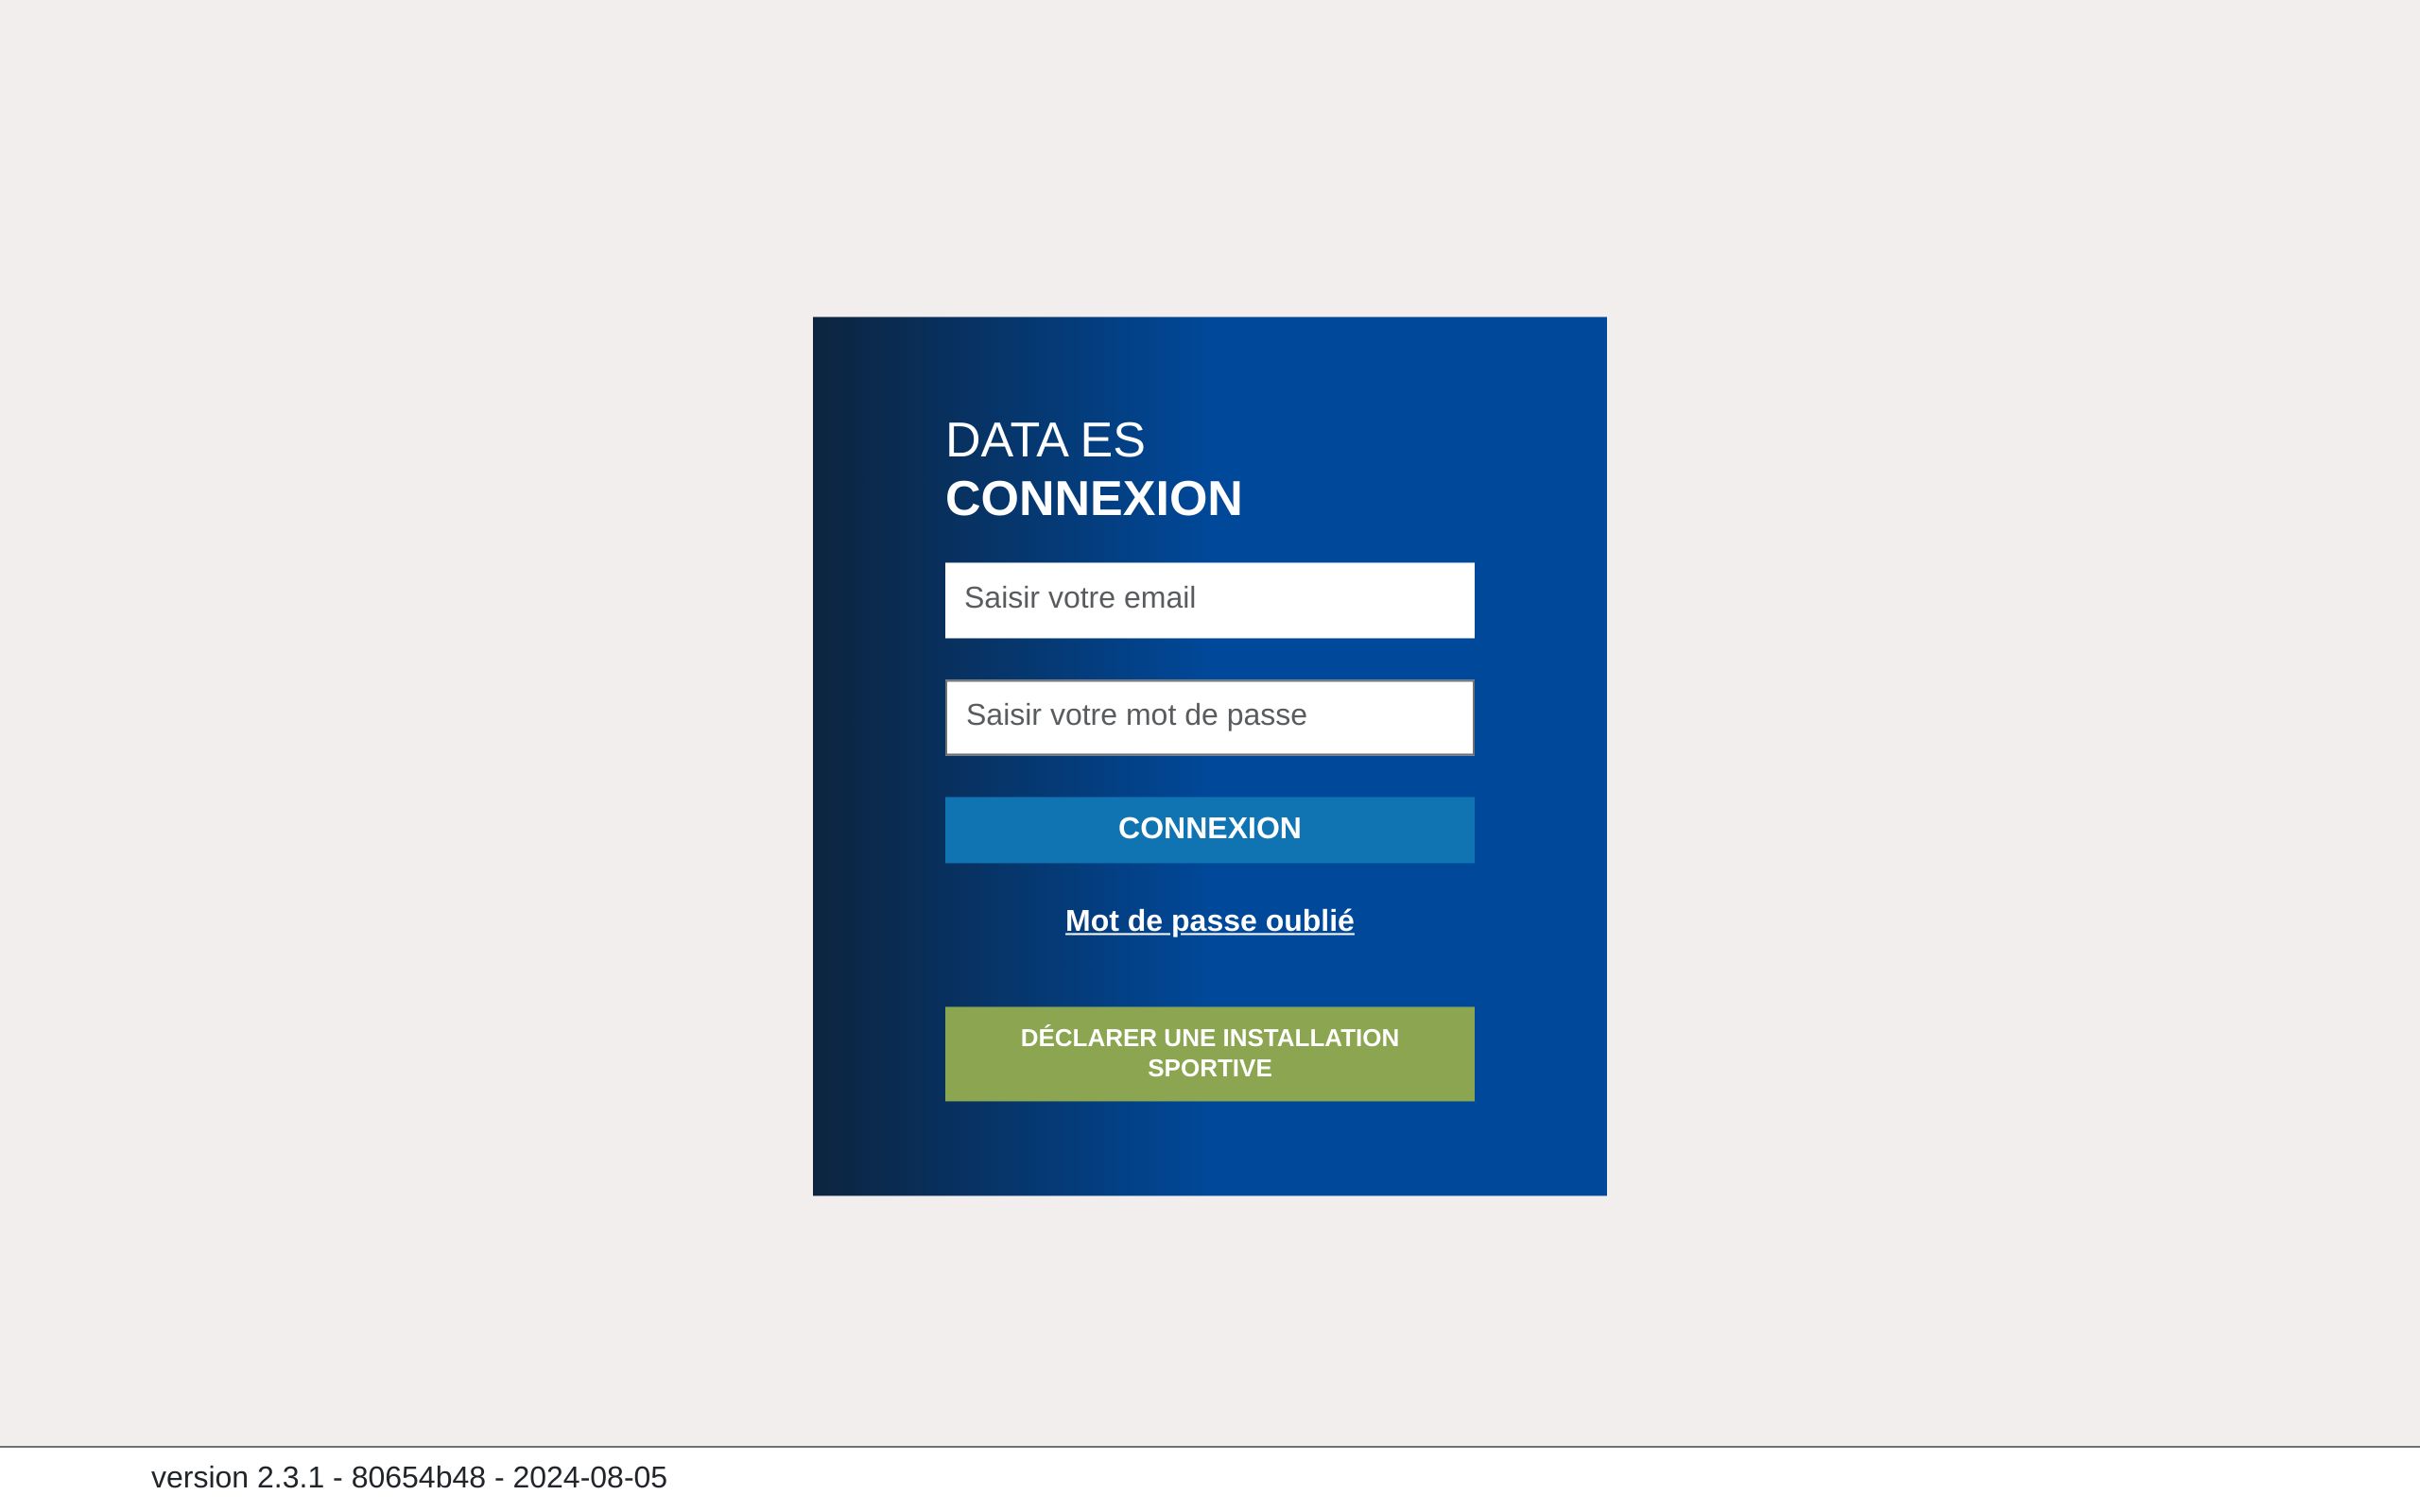 DATA ES
CONNEXION
Saisir votre email
Saisir votre mot de passe
CONNEXION
Mot de passe oublié
DÉCLARER UNE INSTALLATION
SPORTIVE
version 2.3.1 - 80654b48 - 2024-08-05